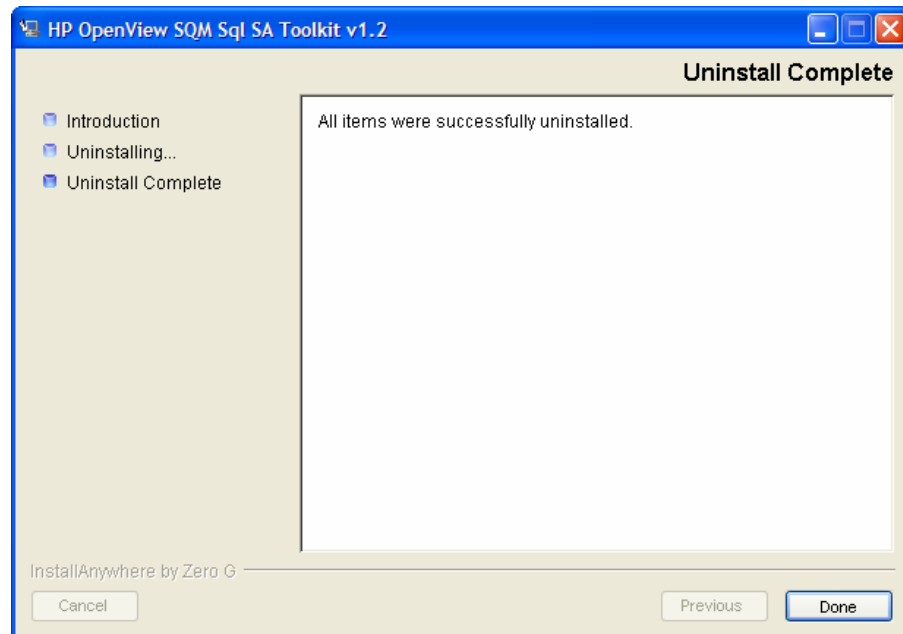 HP OpenView SQM Sql SA Toolkit v1.2
Uninstall Complete
Introduction
Uninstalling...
Uninstall Complete
All items were successfully uninstalled.
InstallAnywhere by Zero G
Cancel
Previous
Done